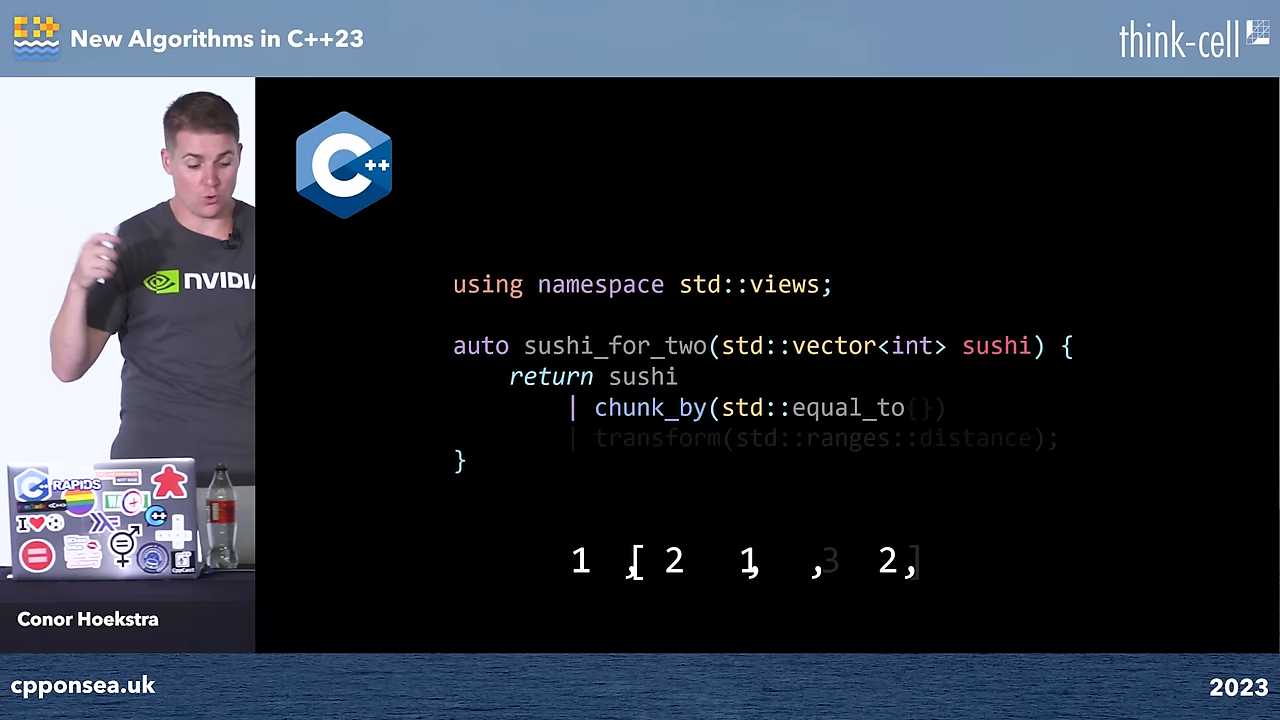 New Algorithms in C++23
think-cell
C++
using namespace std::views;
auto sushi_for_two(std::vector<int> sushi) {
return sushi
| chunk_by(std::equal_to{})
| transform(std::ranges::distance);
}
1 ,[ 2 1, ,3 2,]
NVIDIA
RAPIDS
Conor Hoekstra
cpponsea.uk
2023